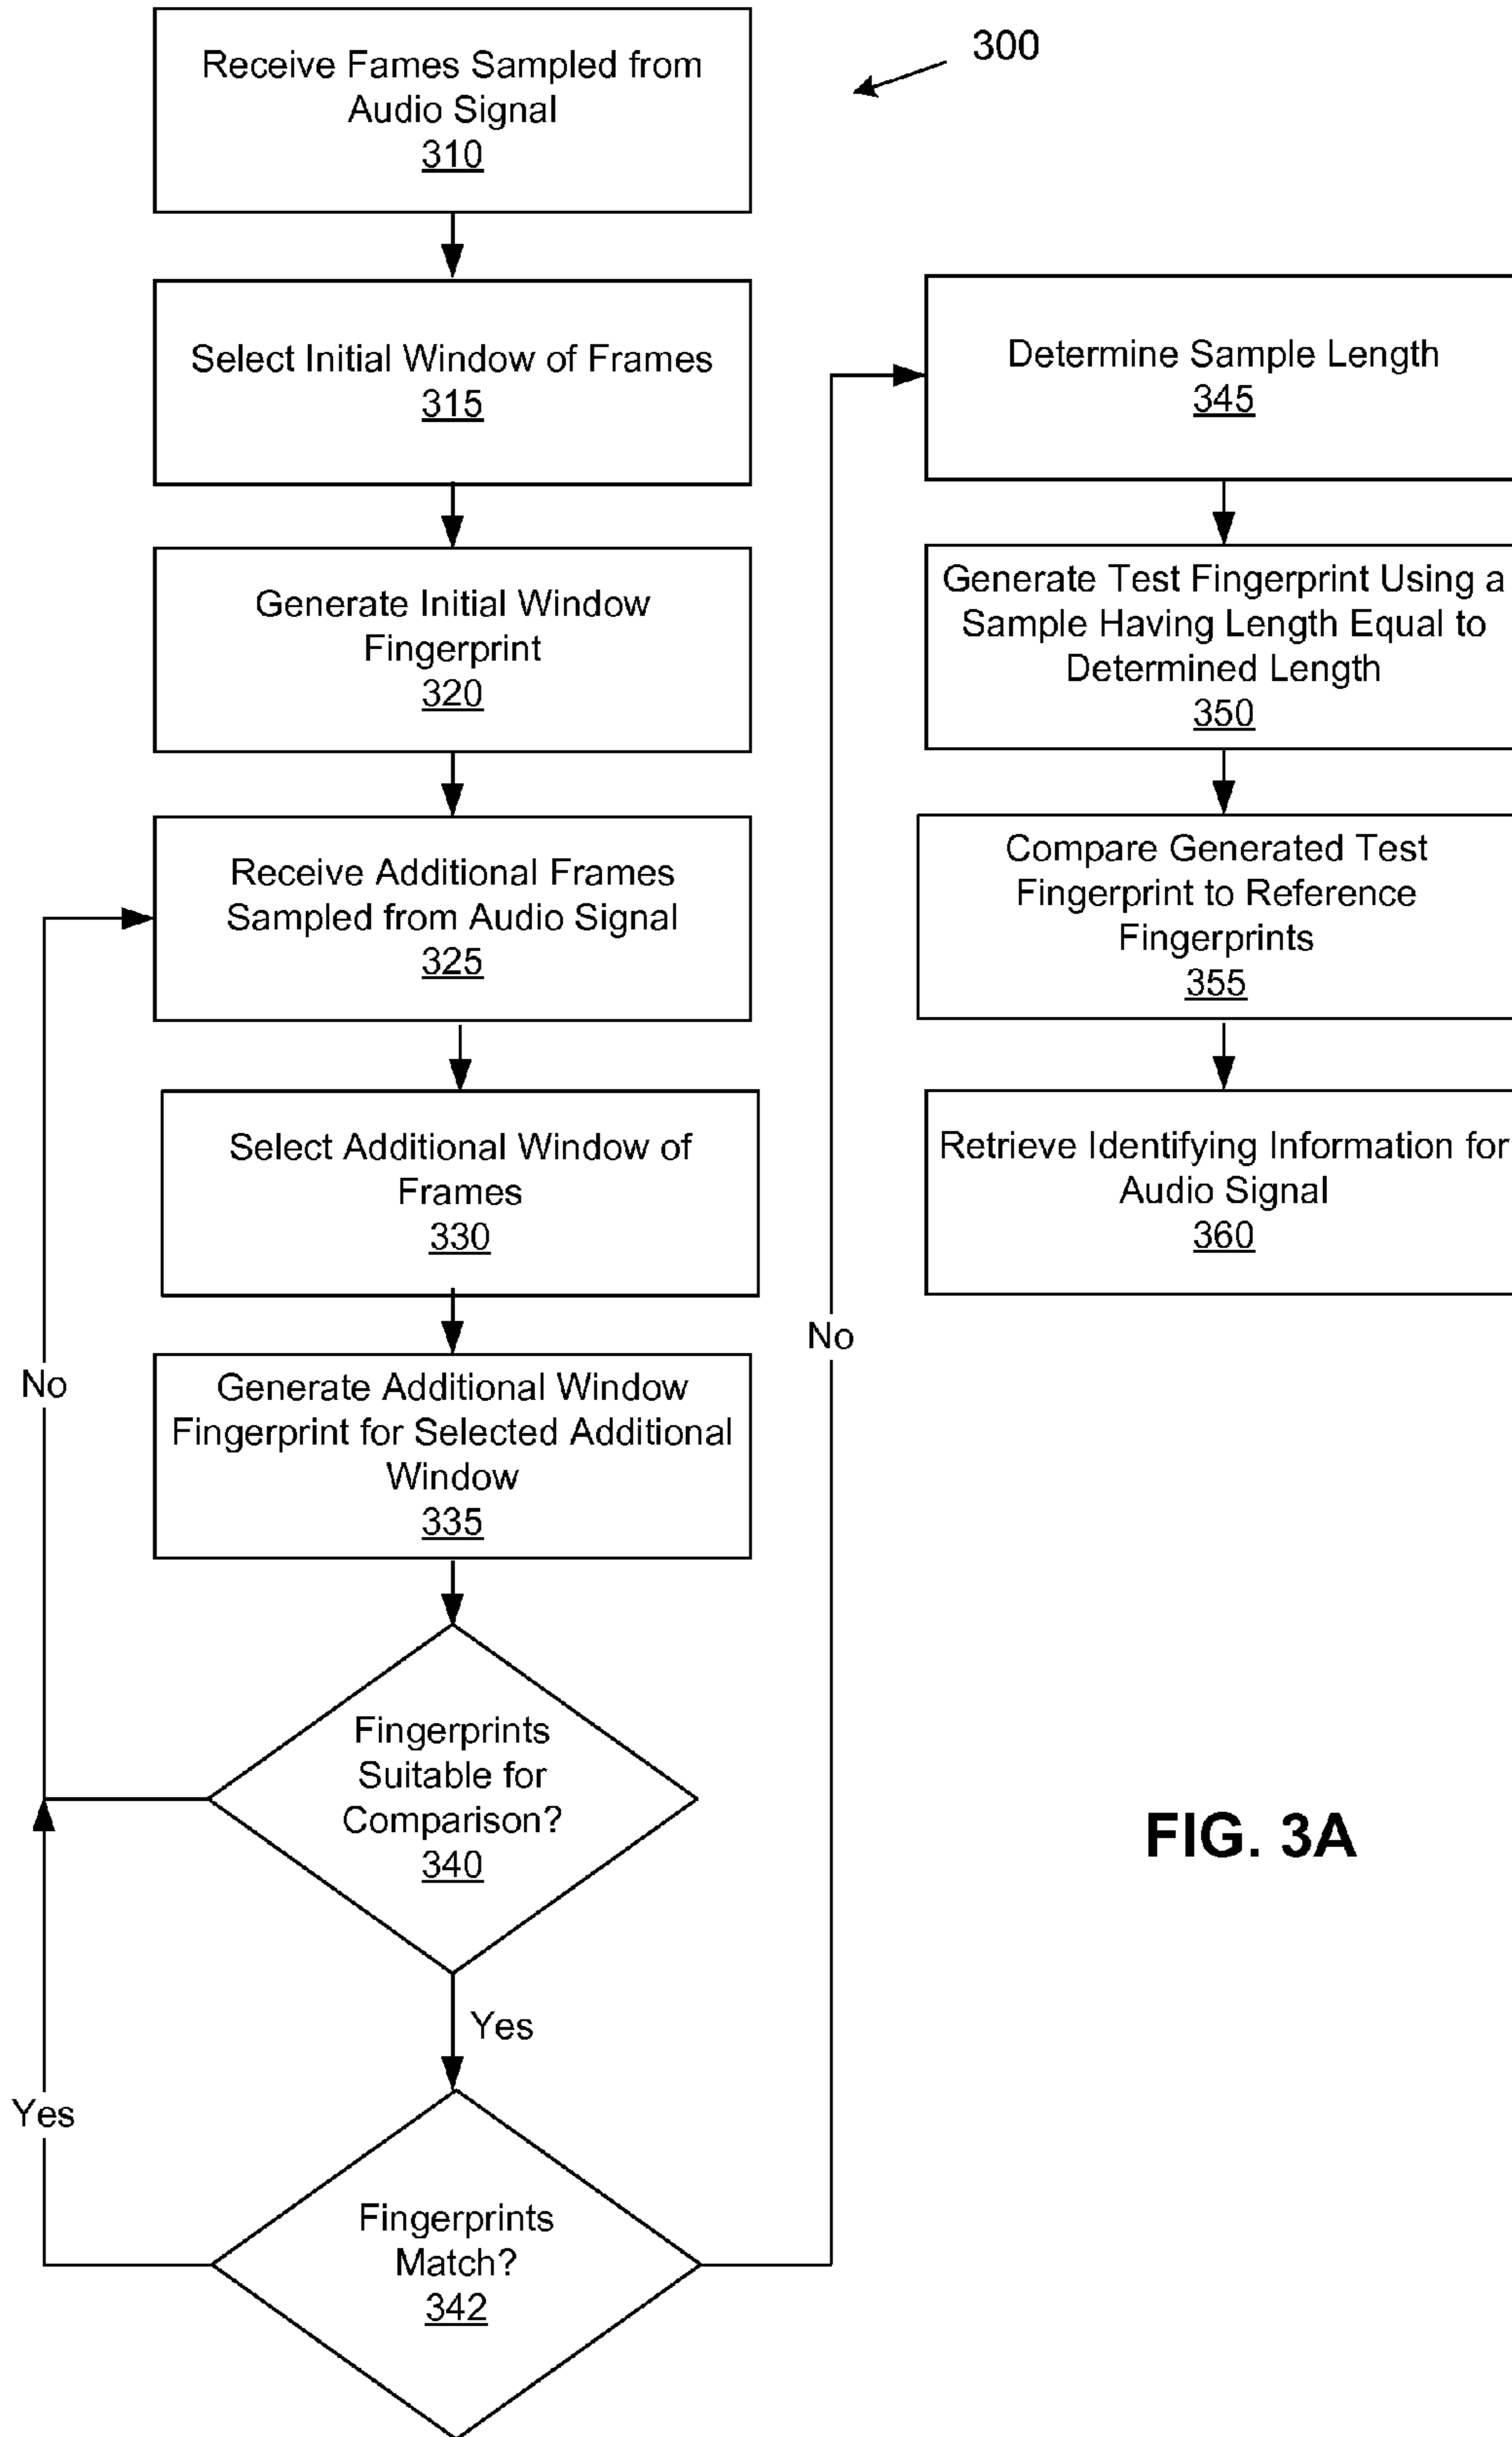 300
Receive Fames Sampled from
Audio Signal
310
Select Initial Window of Frames
315
Generate Initial Window
Fingerprint
320
Receive Additional Frames
Sampled from Audio Signal
325
Select Additional Window of
Frames
330
Generate Additional Window
Fingerprint for Selected Additional
Window
335
No
Fingerprints
Suitable for
Comparison?
340
Yes
Yes
Fingerprints
Match?
342
No
Determine Sample Length
345
Generate Test Fingerprint Using a
Sample Having Length Equal to
Determined Length
350
Compare Generated Test
Fingerprint to Reference
Fingerprints
355
Retrieve Identifying Information for
Audio Signal
360
FIG. 3A